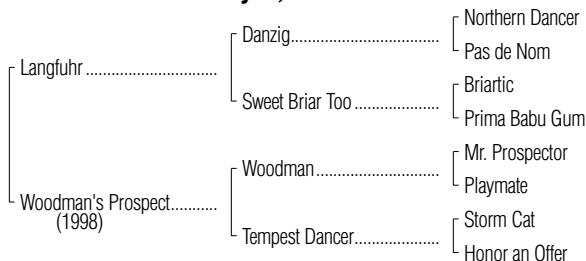 Northern Dancer
Danzig
Pas de Nom
Langfuhr
Briartic
Sweet Briar Too
Prima Babu Gum
Mr. Prospector
Woodman
Playmate
Woodman's Prospect
(1998)
Storm Cat
Tempest Dancer
Honor an Offer